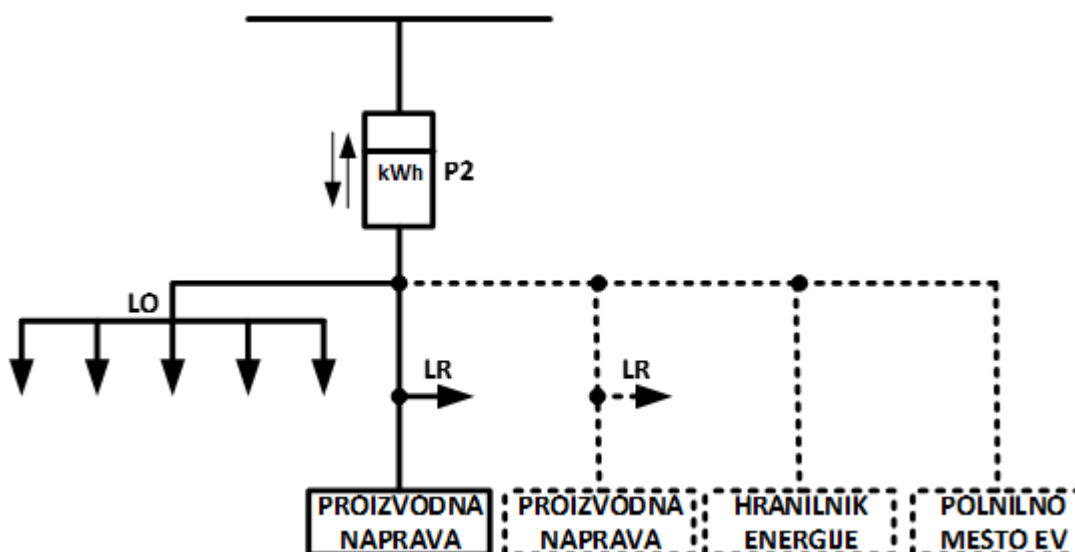 kWh P2
LO
LR LR
PROIZVODNA
NAPRAVA
PROIZVODNA
NAPRAVA
HRANILNIK
ENERGIJE
POLNILNO
MESTO EV